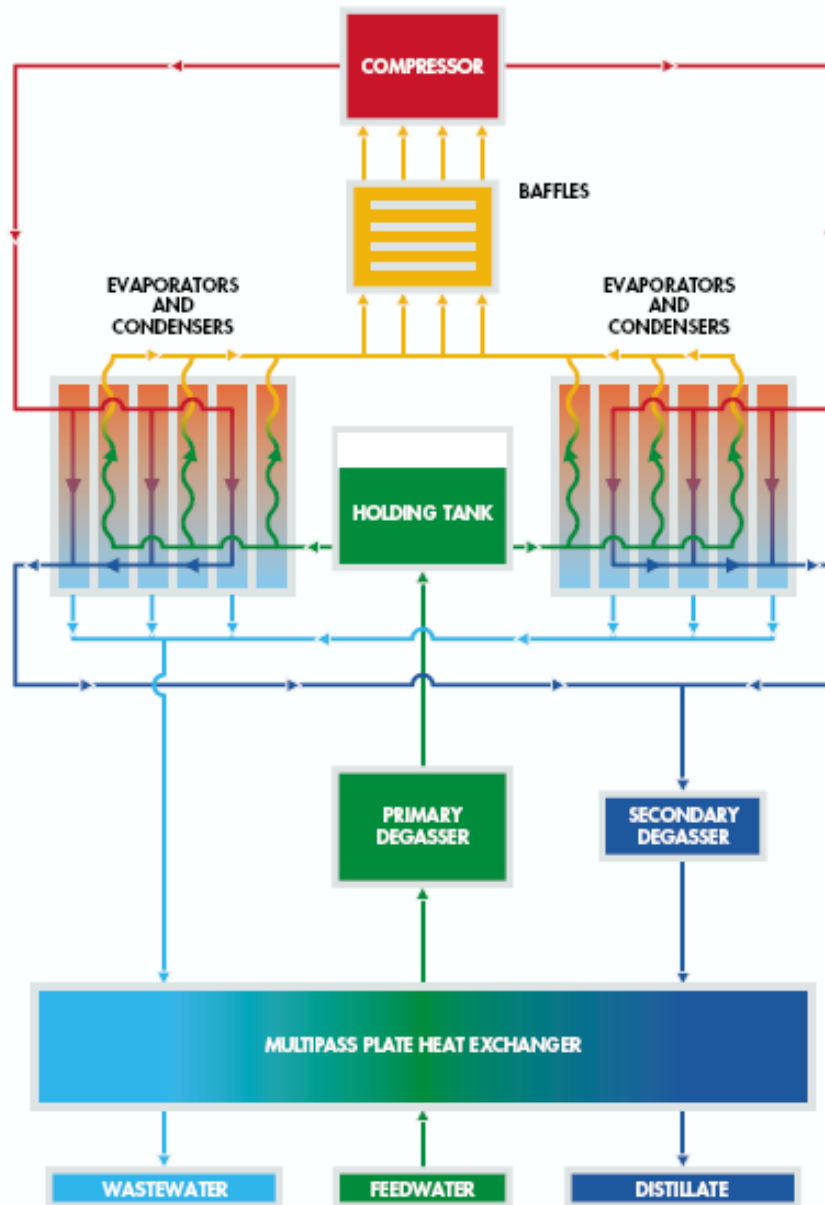 COMPRESSOR
BAFFLES
EVAPORATORS
AND
CONDENSERS
EVAPORATORS
AND
CONDENSERS
HOLDING TANK
PRIMARY
DEGASSER
SECONDARY
DEGASSER
MULTIPASS PLATE HEAT EXCHANGER
WASTEWATER
FEEDWATER
DISTILLATE